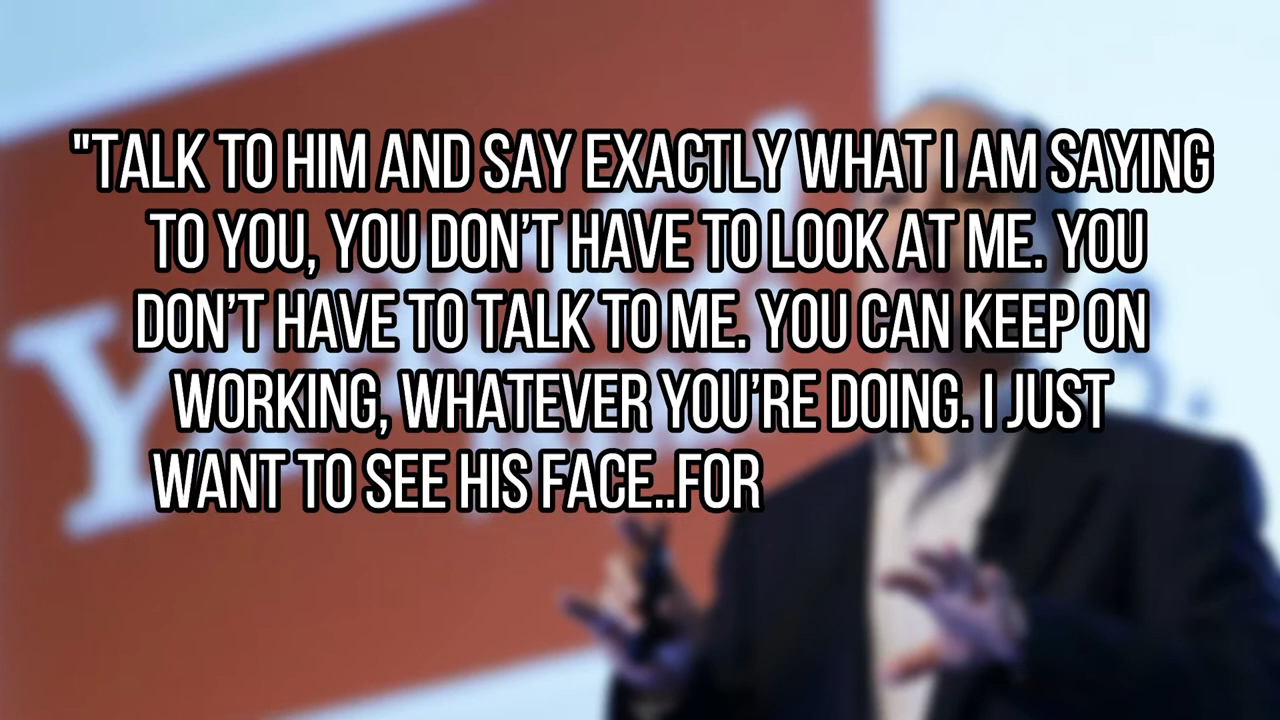 "TALK TO HIM AND SAY EXACTLY WHAT I AM SAYING
TO YOU, YOU DON'T HAVE TO LOOK AT ME. YOU
DON'T HAVE TO TALK TO ME. YOU CAN KEEP ON
WORKING, WHATEVER YOU'RE DOING. I JUST
WANT TO SEE HIS FACE..FOR